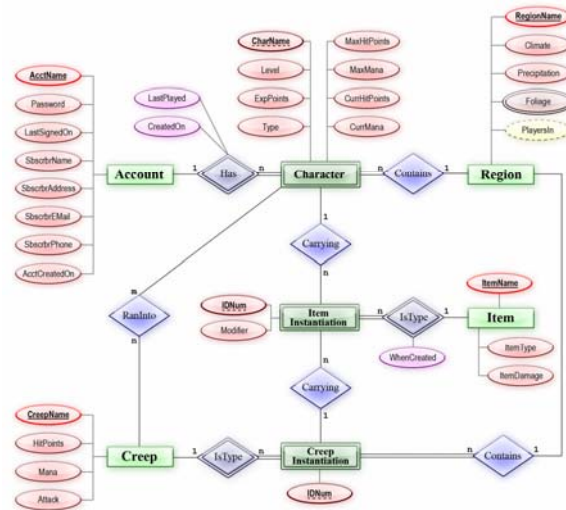 RegionName
CharName
MaxHitPoints
Climate
AcctName
Level
MaxMana
Precipitation
Password
LastPlayed
ExpPoints
CurrHitPoints
Foliage
LastSignedOn
CreatedOn
Type
CurrMana
PlayersIn
SbscrbrName
Account
1
Has
n
Character
n
Contains
1
Region
SbscrbrAddress
1
1
SbscrbrEMail
SbscrbrPhone
Carrying
AcctCreatedOn
ItemName
m
n
RanInto
IDNum
Modifier
Item
Instantiation
n
IsType
1
Item
n
n
WhenCreated
ItemType
ItemDamage
Carrying
CreepName
HitPoints
1
1
Creep
1
IsType
n
Creep
Instantiation
n
Contains
Mana
Attack
IDNum